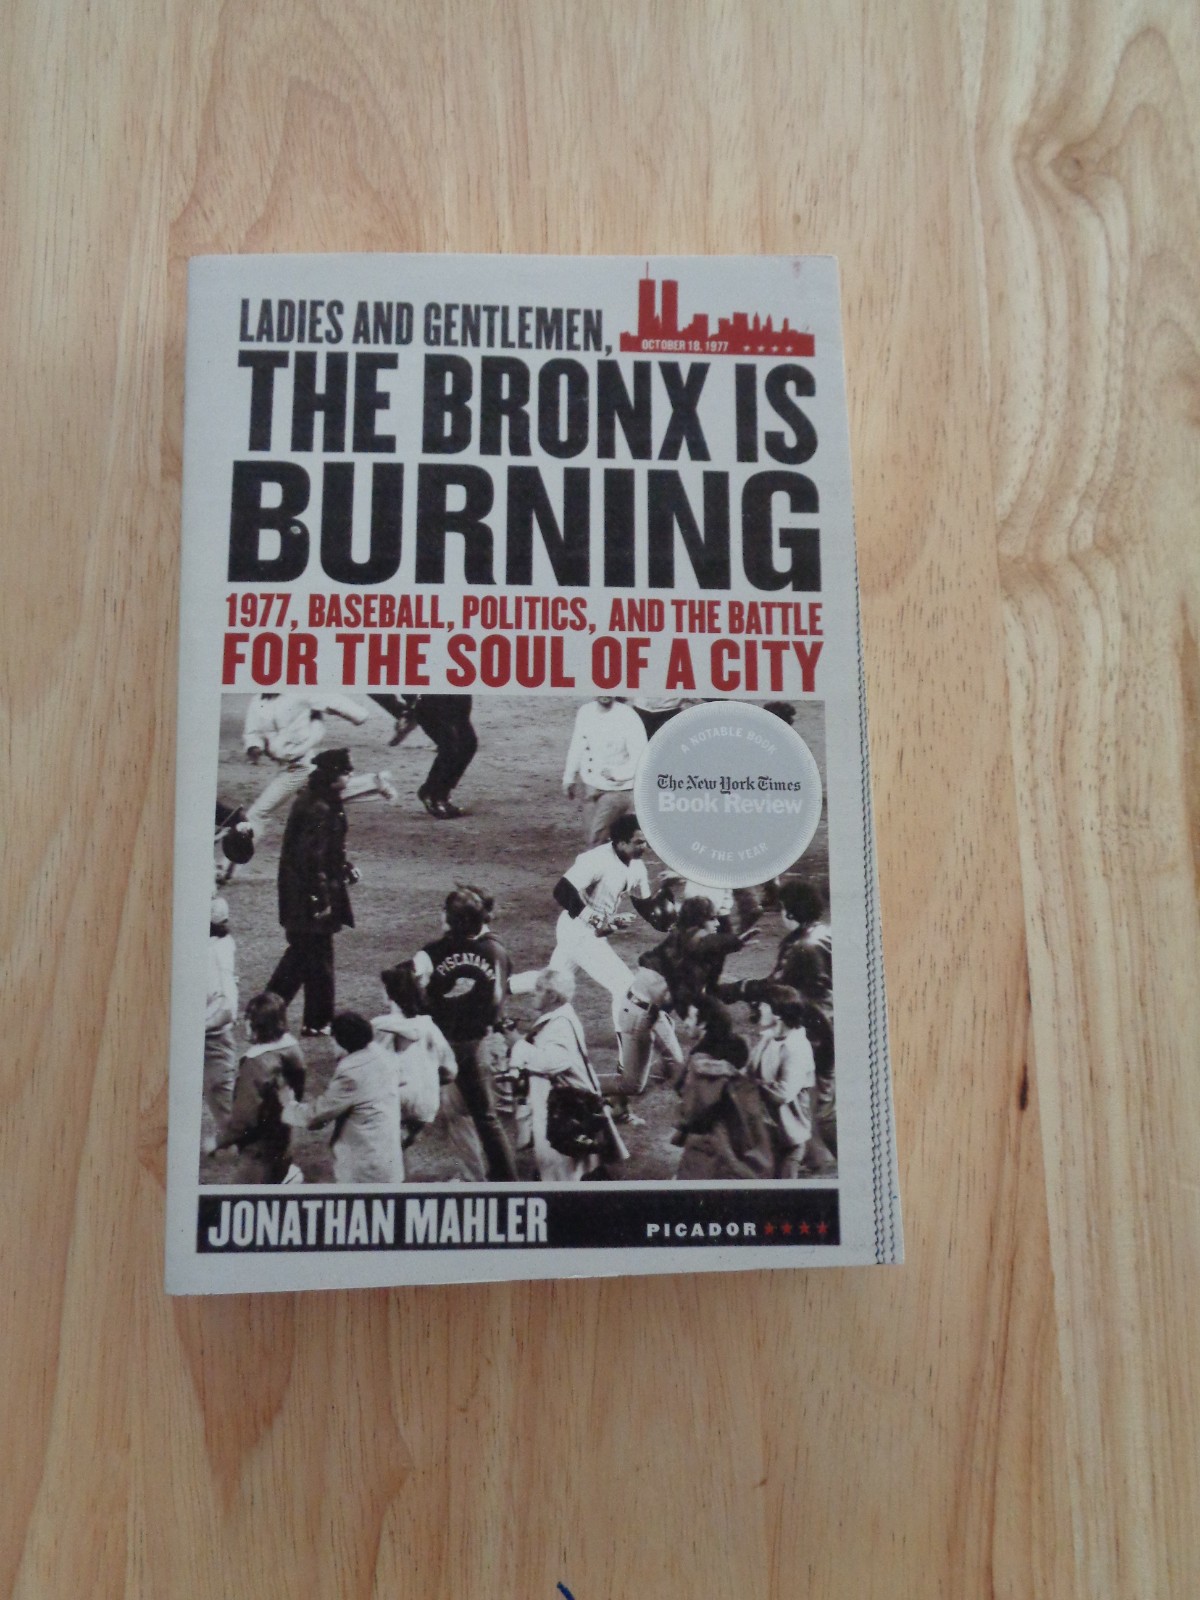 LADIES AND GENTLEMEN,
OCTOBER 18, 1977
THE BRONX IS
BURNING
1977, BASEBALL, POLITICS, AND THE BATTLE
FOR THE SOUL OF A CITY
A NOTABLE BOOK
The New York Times
Book Review
OF THE YEAR
PISCATAWAY
JONATHAN MAHLER
PICADOR